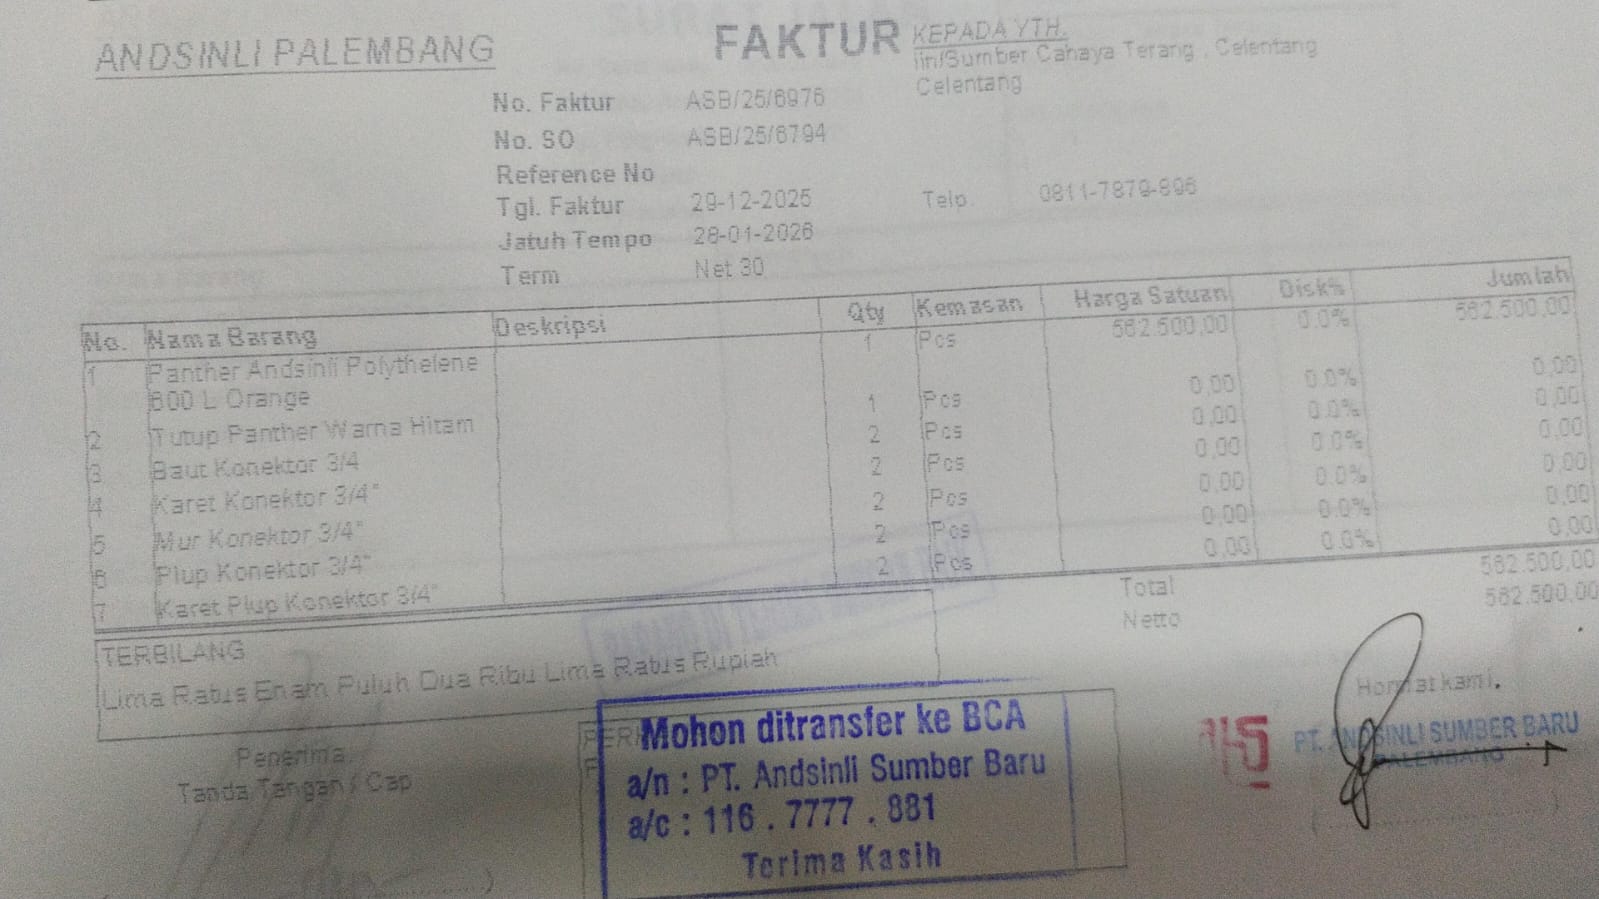 ANDSINLI PALEMBANG
FAKTUR
KEPADA YTH.
Iin/Sumber Cahaya Terang , Celentang
Celentang
No. Faktur ASB/25/6976
No. SO ASB/25/6794
Reference No
Tgl. Faktur 29-12-2025
Telp. 0811-7879-896
Jatuh Tempo 28-01-2026
Term Net 30
No. Nama Barang Deskripsi Qty Kemasan Harga Satuan Disk% Jumlah
1 Panther Andsinli Polythelene 1 Pcs 562.500,00 0.0% 562.500,00
600 L Orange
2 Tutup Panther Warna Hitam 1 Pcs 0,00 0.0% 0,00
3 Baut Konektor 3/4 2 Pcs 0,00 0.0% 0,00
4 Karet Konektor 3/4" 2 Pcs 0,00 0.0% 0,00
5 Mur Konektor 3/4" 2 Pcs 0,00 0.0% 0,00
6 Plup Konektor 3/4" 2 Pcs 0,00 0.0% 0,00
7 Karet Plup Konektor 3/4" 2 Pcs 0,00 0.0% 0,00
Total 562.500,00
Netto 562.500,00
TERBILANG
Lima Ratus Enam Puluh Dua Ribu Lima Ratus Rupiah
Penerima
Tanda Tangan / Cap
Mohon ditransfer ke BCA
a/n : PT. Andsinli Sumber Baru
a/c : 116 . 7777 . 881
Terima Kasih
Hormat kami,
PT. ANDSINLI SUMBER BARU
PALEMBANG